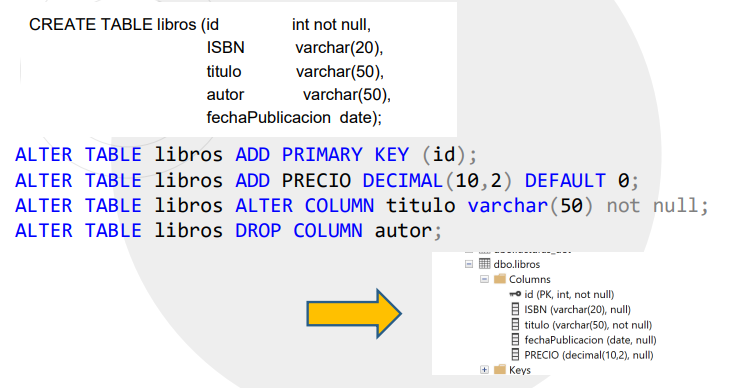 CREATE TABLE libros (id int not null,
ISBN varchar(20),
titulo varchar(50),
autor varchar(50),
fechaPublicacion date);
ALTER TABLE libros ADD PRIMARY KEY (id);
ALTER TABLE libros ADD PRECIO DECIMAL(10,2) DEFAULT 0;
ALTER TABLE libros ALTER COLUMN titulo varchar(50) not null;
ALTER TABLE libros DROP COLUMN autor;
dbo.libros
Columns
id (PK, int, not null)
ISBN (varchar(20), null)
titulo (varchar(50), not null)
fechaPublicacion (date, null)
PRECIO (decimal(10,2), null)
Keys